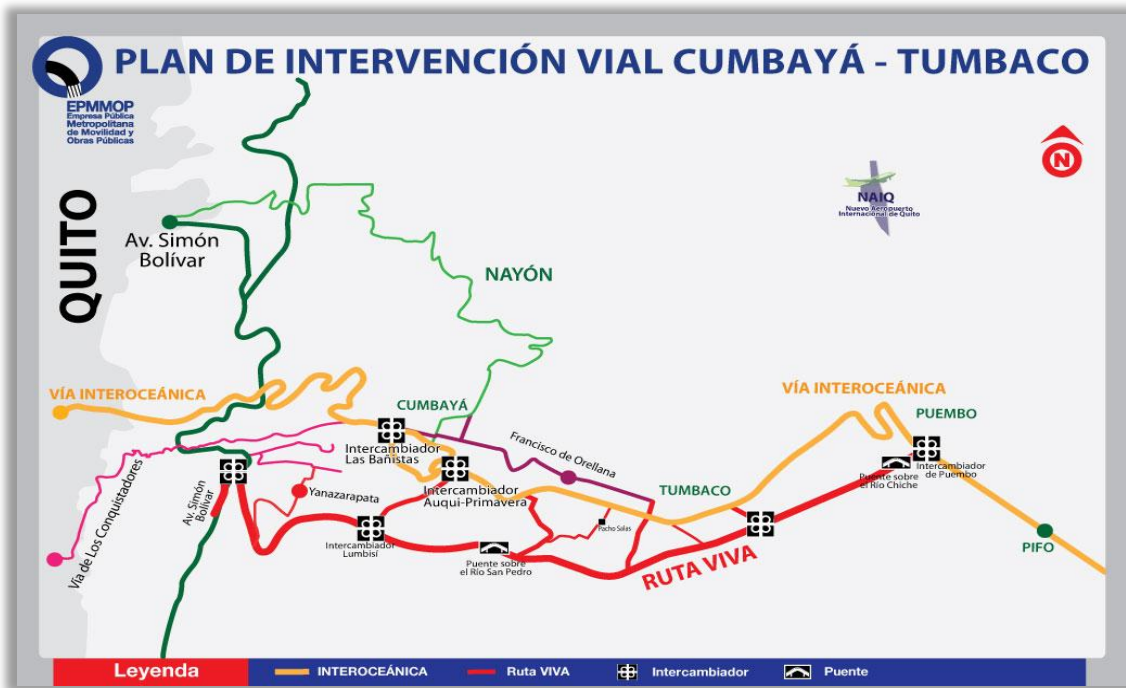 PLAN DE INTERVENCIÓN VIAL CUMBAYÁ - TUMBACO
EPMMOP
Empresa Pública
Metropolitana
de Movilidad y
Obras Públicas
N
NAIQ
Nuevo Aeropuerto
Internacional de Quito
QUITO
Av. Simón
Bolívar
NAYÓN
VÍA INTEROCEÁNICA
VÍA INTEROCEÁNICA
CUMBAYÁ
PUEMBO
Intercambiador
Las Bañistas
Francisco de Orellana
Intercambiador
de Puembo
Puente sobre
el Río Chiche
Vía de Los Conquistadores
Av. Simón
Bolívar
Yanazarapata
Intercambiador
Auqui-Primavera
TUMBACO
Pacho Salas
Intercambiador
Lumbisí
Puente sobre
el Río San Pedro
RUTA VIVA
PIFO
Leyenda
INTEROCEÁNICA
Ruta VIVA
Intercambiador
Puente